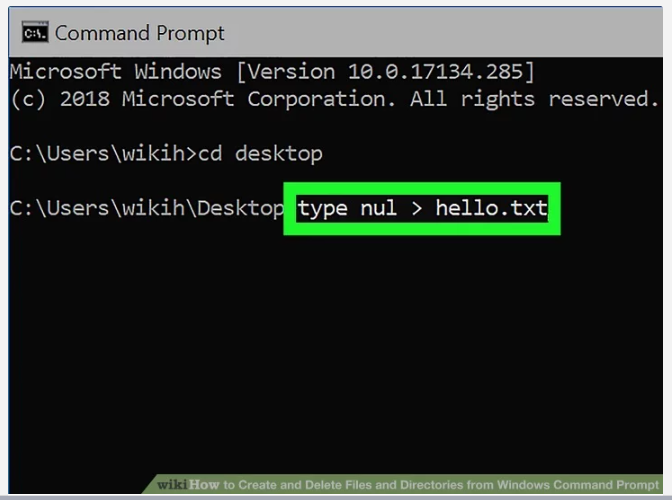 C:\.
Command Prompt
Microsoft Windows [Version 10.0.17134.285]
(c) 2018 Microsoft Corporation. All rights reserved.
C:\Users\wikih>cd desktop
C:\Users\wikih\Desktop type nul > hello.txt
wikiHow to Create and Delete Files and Directories from Windows Command Prompt